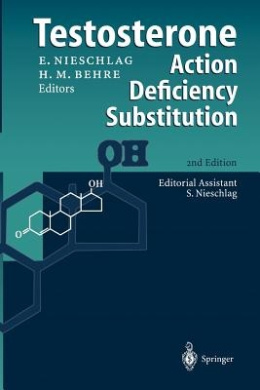 Testosterone
E. NIESCHLAG
H. M. BEHRE
Editors
Action
Deficiency
Substitution
OH
2nd Edition
Editorial Assistant
S. Nieschlag
OH
O
Springer